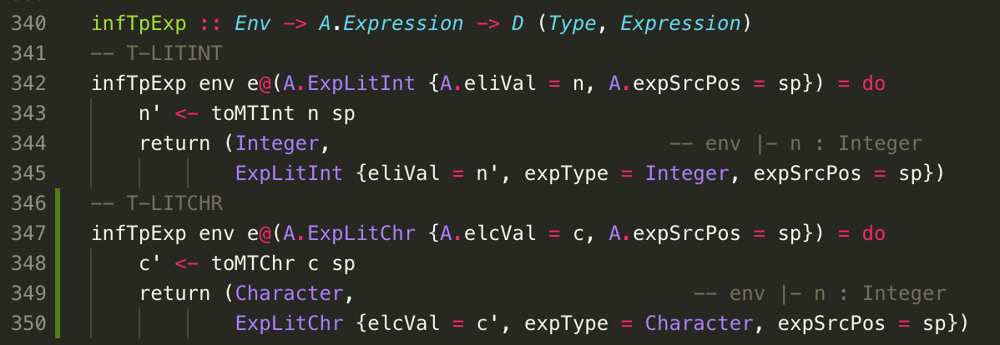 340 infTpExp :: Env -> A.Expression -> D (Type, Expression)
341 -- T-LITINT
342 infTpExp env e@(A.ExpLitInt {A.eliVal = n, A.expSrcPos = sp}) = do
343     n' <- toMTInt n sp
344     return (Integer,                            -- env |- n : Integer
345             ExpLitInt {eliVal = n', expType = Integer, expSrcPos = sp})
346 -- T-LITCHR
347 infTpExp env e@(A.ExpLitChr {A.elcVal = c, A.expSrcPos = sp}) = do
348     c' <- toMTChr c sp
349     return (Character,                            -- env |- n : Integer
350             ExpLitChr {elcVal = c', expType = Character, expSrcPos = sp})